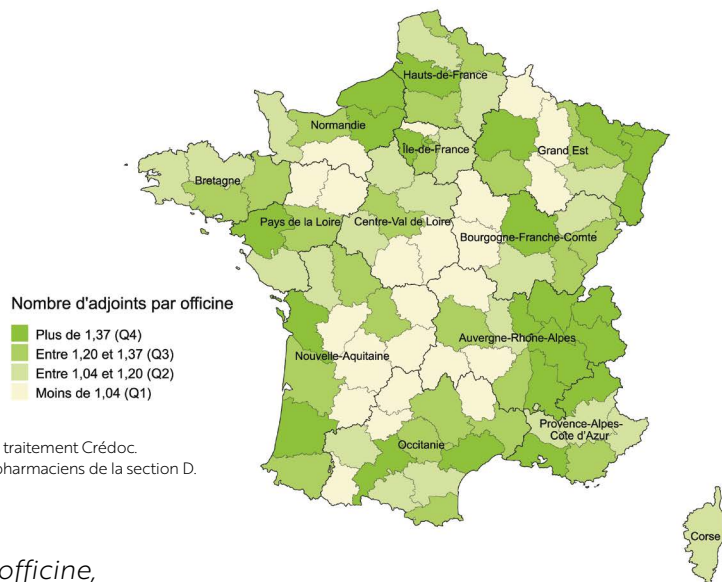 Hauts-de-France
Normandie
Île-de-France
Grand Est
Bretagne
Pays de la Loire
Centre-Val de Loire
Bourgogne-Franche-Comté
Nombre d'adjoints par officine
Plus de 1,37 (Q4)
Entre 1,20 et 1,37 (Q3)
Entre 1,04 et 1,20 (Q2)
Moins de 1,04 (Q1)
Nouvelle-Aquitaine
Auvergne-Rhône-Alpes
Occitanie
Provence-Alpes-
Côte d'Azur
Corse
traitement Crédoc.
pharmaciens de la section D.
officine,